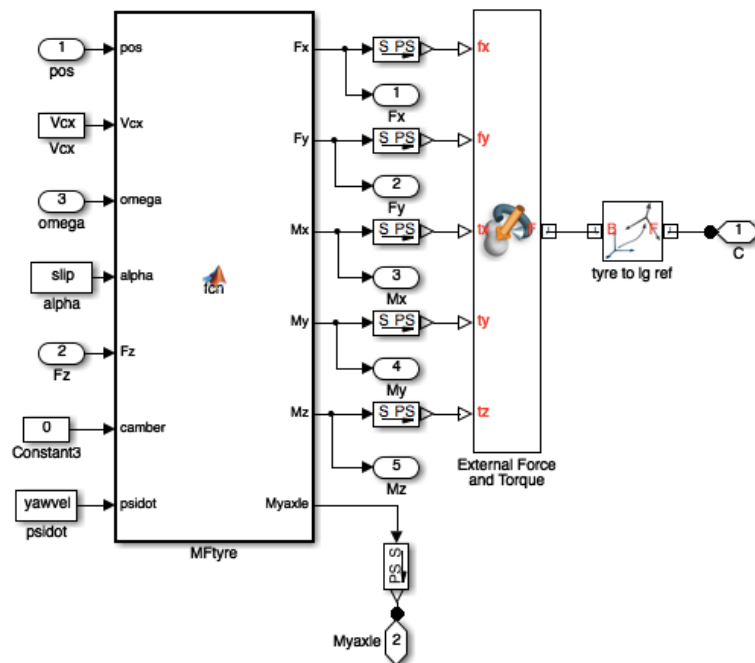 1
pos
Vcx
Vcx
3
omega
slip
alpha
2
Fz
0
Constant3
yawvel
psidot
pos
Vcx
omega
alpha
Fz
camber
psidot
fcn
Fx
Fy
Mx
My
Mz
Myaxle
MFtyre
S PS
1
Fx
S PS
2
Fy
S PS
3
Mx
S PS
4
My
S PS
5
Mz
PS S
Myaxle
2
fx
fy
tx
ty
tz
F
External Force
and Torque
B
F
tyre to lg ref
1
C